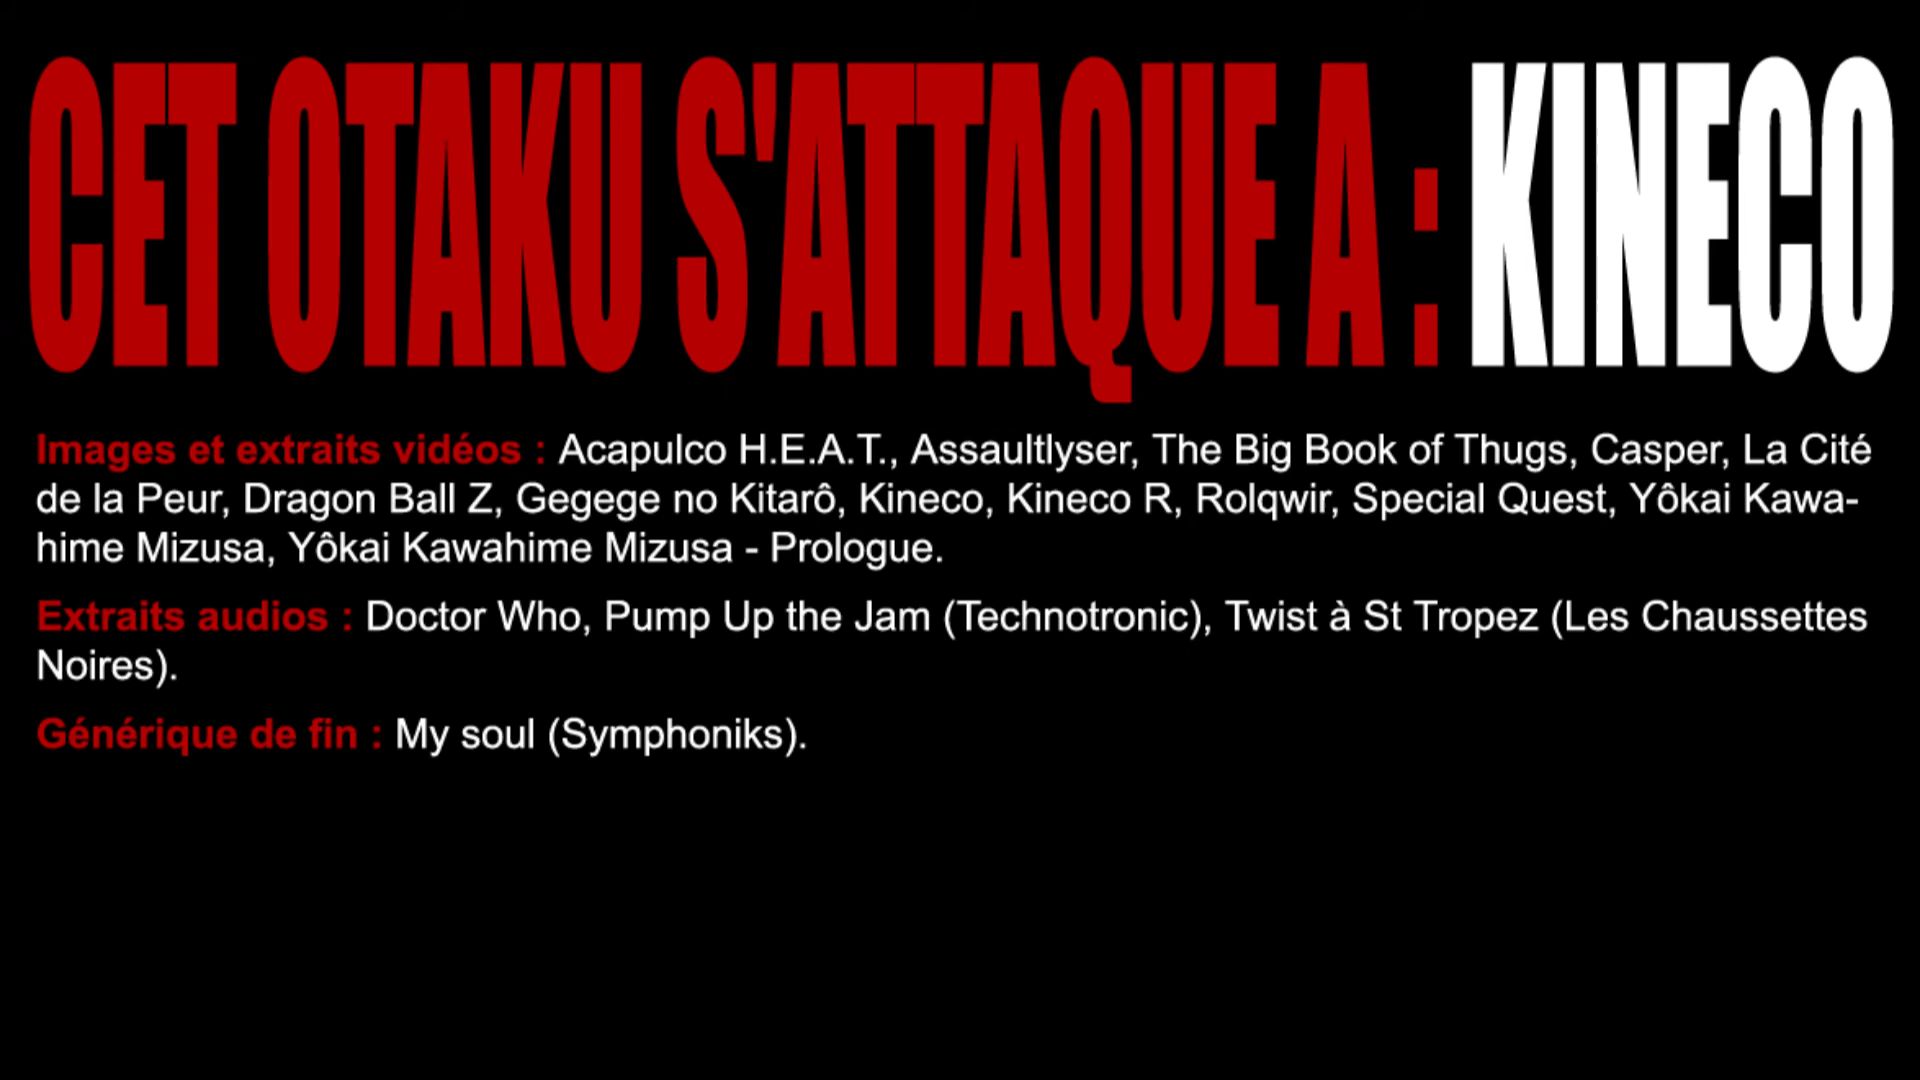 CET OTAKU S'ATTAQUE A : KINECO
Images et extraits vidéos : Acapulco H.E.A.T., Assaultlyser, The Big Book of Thugs, Casper, La Cité
de la Peur, Dragon Ball Z, Gegege no Kitarô, Kineco, Kineco R, Rolqwir, Special Quest, Yôkai Kawa-
hime Mizusa, Yôkai Kawahime Mizusa - Prologue.
Extraits audios : Doctor Who, Pump Up the Jam (Technotronic), Twist à St Tropez (Les Chaussettes
Noires).
Générique de fin : My soul (Symphoniks).